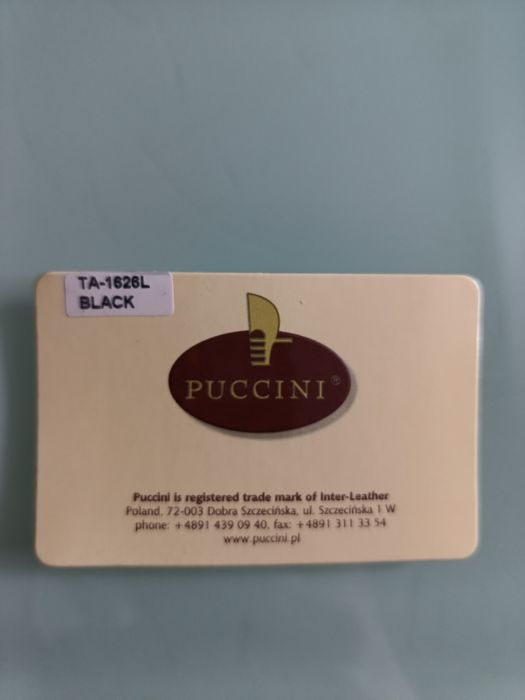 TA-1626L
BLACK
PUCCINI®
Puccini is registered trade mark of Inter-Leather
Poland, 72-003 Dobra Szczecińska, ul. Szczecińska 1 W
phone: +4891 439 09 40, fax: +4891 311 33 54
www.puccini.pl